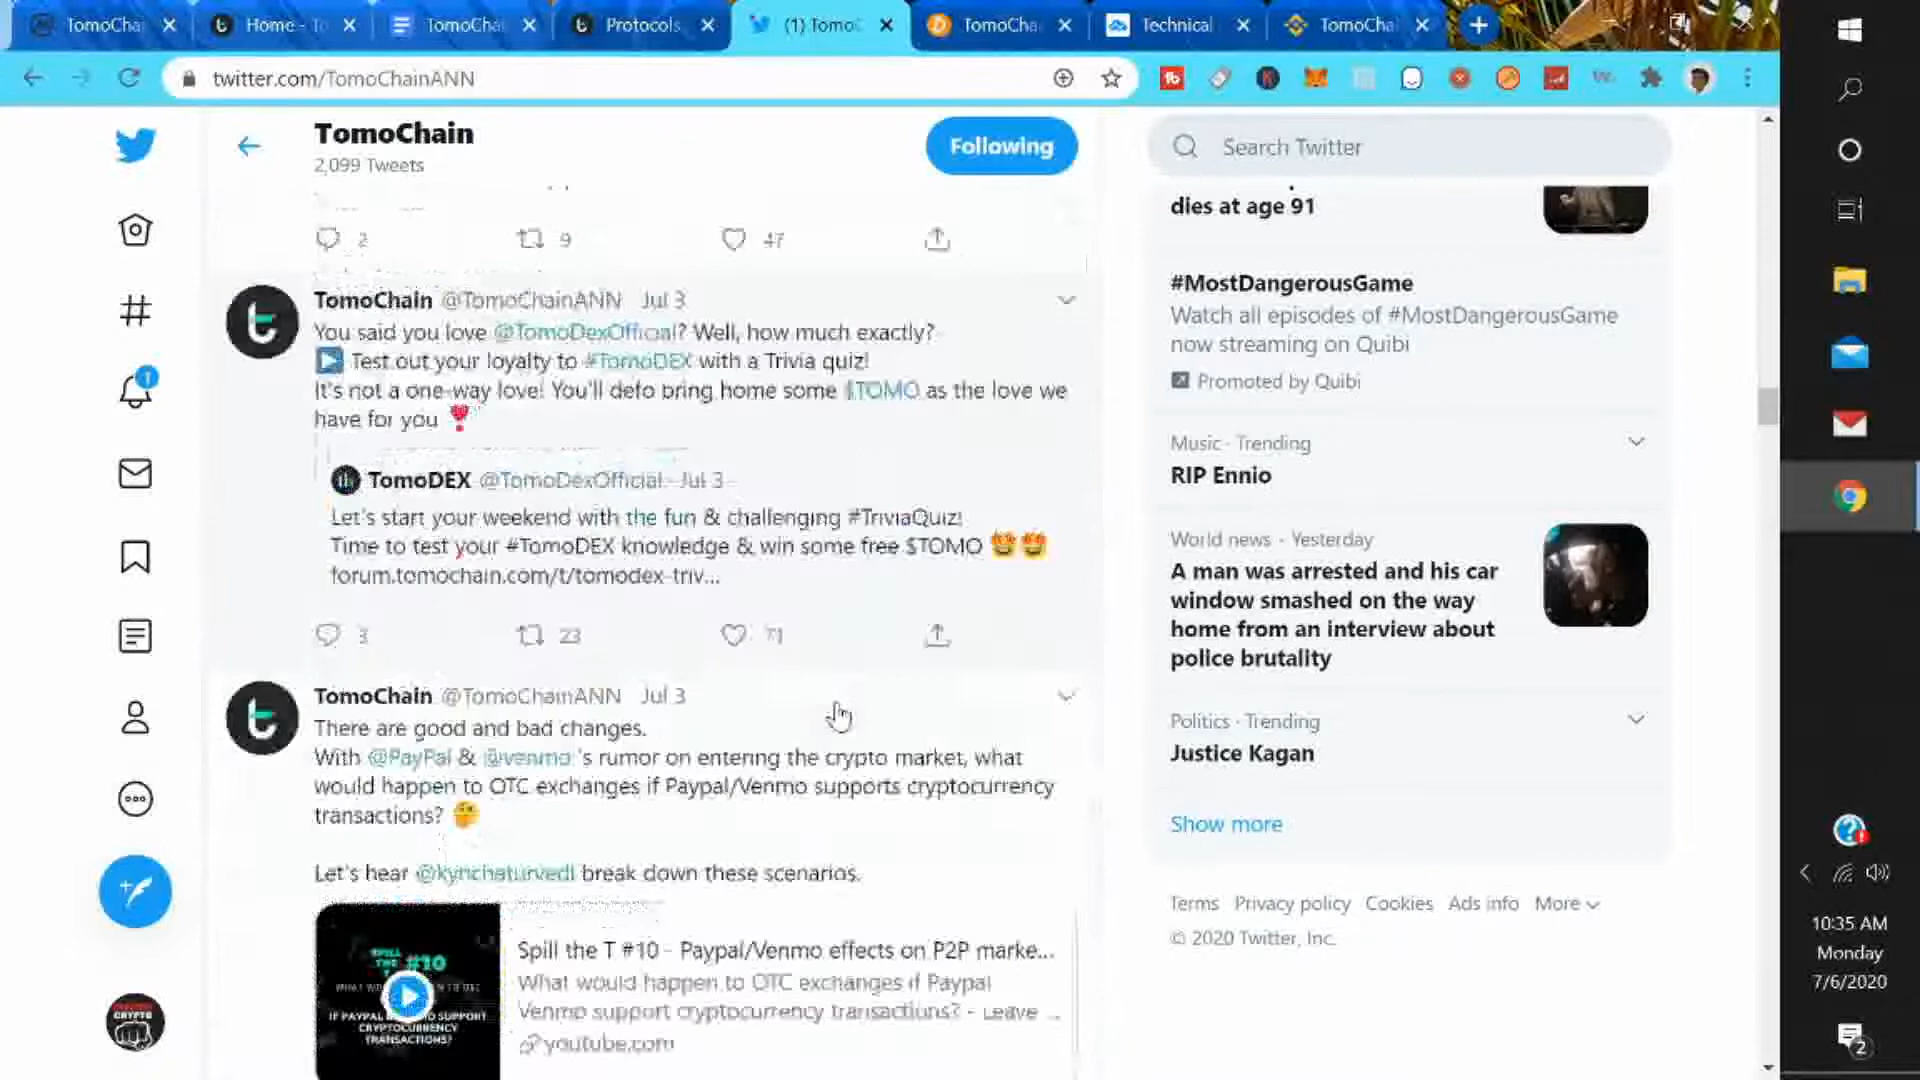 TomoChai
Home - To
TomoChai
Protocols
(1) TomoC
TomoChai
Technical
TomoChai
twitter.com/TomoChainANN
TomoChain
2,099 Tweets
Following
Search Twitter
2 9 47
TomoChain @TomoChainANN Jul 3
You said you love @TomoDexOfficial? Well, how much exactly?
Test out your loyalty to #TomoDEX with a Trivia quiz!
It's not a one-way love! You'll defo bring home some $TOMO as the love we
have for you
TomoDEX @TomoDexOfficial · Jul 3
Let's start your weekend with the fun & challenging #TriviaQuiz!
Time to test your #TomoDEX knowledge & win some free $TOMO
forum.tomochain.com/t/tomodex-triv...
3 23 71
TomoChain @TomoChainANN Jul 3
There are good and bad changes.
With @PayPal & @venmo 's rumor on entering the crypto market, what
would happen to OTC exchanges if Paypal/Venmo supports cryptocurrency
transactions?
Let's hear @kynchaturvedi break down these scenarios.
SPILL
THE T #10
IF PAYPAL SUPPORT
CRYPTOCURRENCY
TRANSACTIONS?
Spill the T #10 - Paypal/Venmo effects on P2P marke...
What would happen to OTC exchanges if Paypal
Venmo support cryptocurrency transactions? - Leave ...
youtube.com
dies at age 91
#MostDangerousGame
Watch all episodes of #MostDangerousGame
now streaming on Quibi
Promoted by Quibi
Music · Trending
RIP Ennio
World news · Yesterday
A man was arrested and his car
window smashed on the way
home from an interview about
police brutality
Politics · Trending
Justice Kagan
Show more
Terms Privacy policy Cookies Ads info More
© 2020 Twitter, Inc.
1
CRYPTO
10:35 AM
Monday
7/6/2020
2